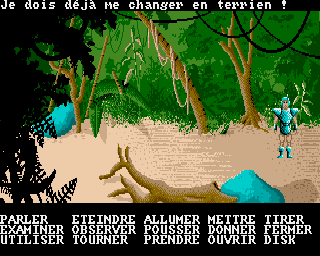 Je dois déjà me changer en terrien !
PARLER ETEINDRE ALLUMER METTRE TIRER
EXAMINER OBSERVER POUSSER DONNER FERMER
UTILISER TOURNER PRENDRE OUVRIR DISK